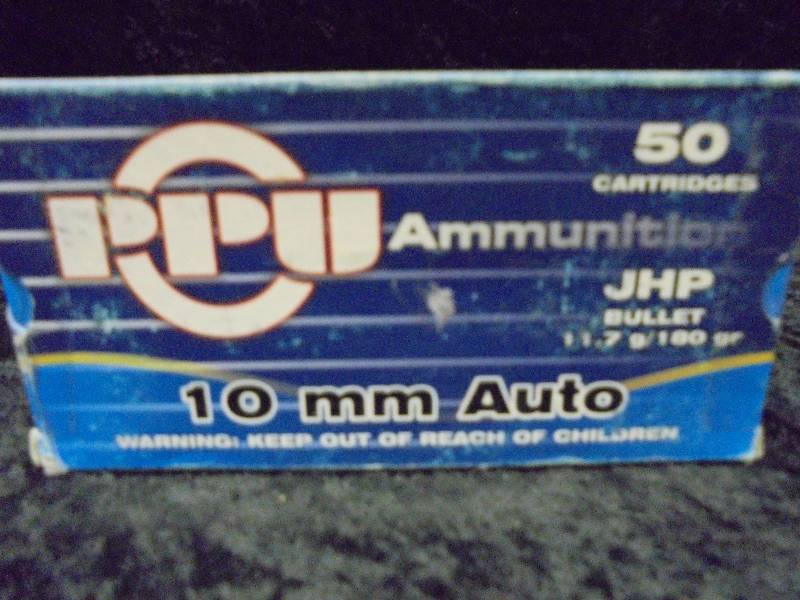 50
CARTRIDGES
PPU Ammunition
JHP
BULLET
11.7 g/180 gr
10 mm Auto
WARNING: KEEP OUT OF REACH OF CHILDREN